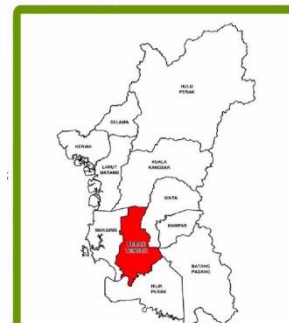 HULU
PERAK
SELAMA
KERIAN
LARUT
MATANG
KUALA
KANGSAR
KINTA
MANJUNG
KAMPAR
PERAK
TENGAH
BATANG
PADANG
HILIR
PERAK